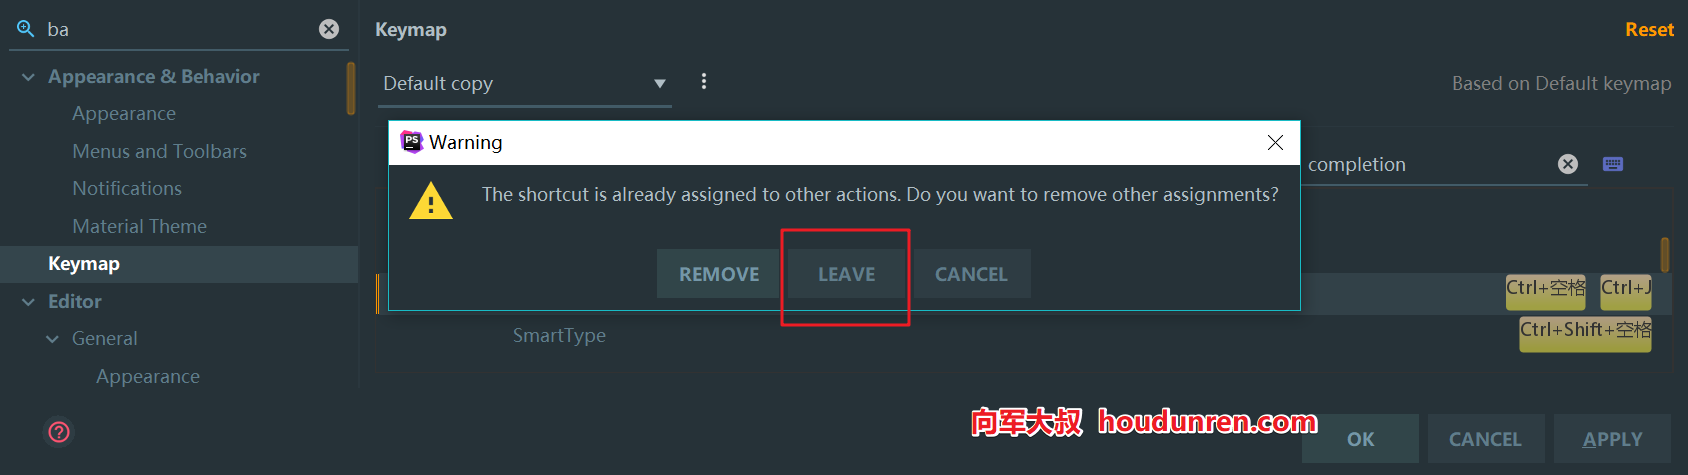 ba
Appearance & Behavior
Appearance
Menus and Toolbars
Notifications
Material Theme
Keymap
Editor
General
Appearance
Keymap
Reset
Default copy
Based on Default keymap
completion
PS
Warning
The shortcut is already assigned to other actions. Do you want to remove other assignments?
REMOVE
LEAVE
CANCEL
Ctrl+空格
Ctrl+J
SmartType
Ctrl+Shift+空格
向军大叔 houdunren.com
OK
CANCEL
APPLY